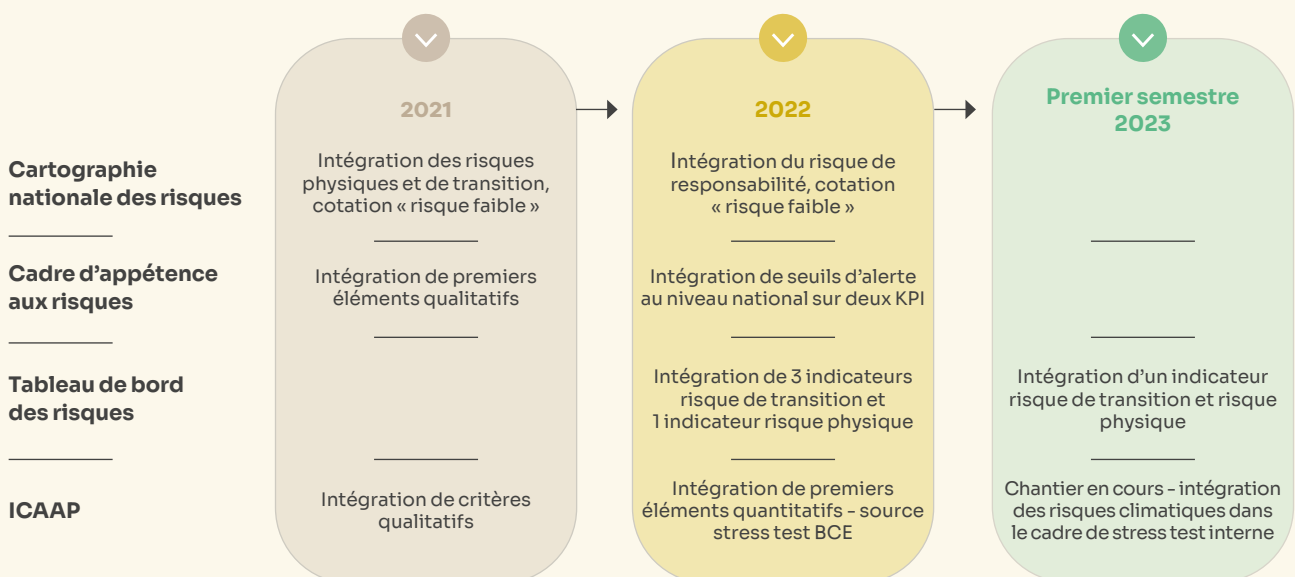 2021
2022
Premier semestre
2023
Cartographie
nationale des risques
Intégration des risques
physiques et de transition,
cotation « risque faible »
Intégration du risque de
responsabilité, cotation
« risque faible »
Cadre d’appétence
aux risques
Intégration de premiers
éléments qualitatifs
Intégration de seuils d’alerte
au niveau national sur deux KPI
Tableau de bord
des risques
Intégration de 3 indicateurs
risque de transition et
1 indicateur risque physique
Intégration d’un indicateur
risque de transition et risque
physique
ICAAP
Intégration de critères
qualitatifs
Intégration de premiers
éléments quantitatifs - source
stress test BCE
Chantier en cours - intégration
des risques climatiques dans
le cadre de stress test interne